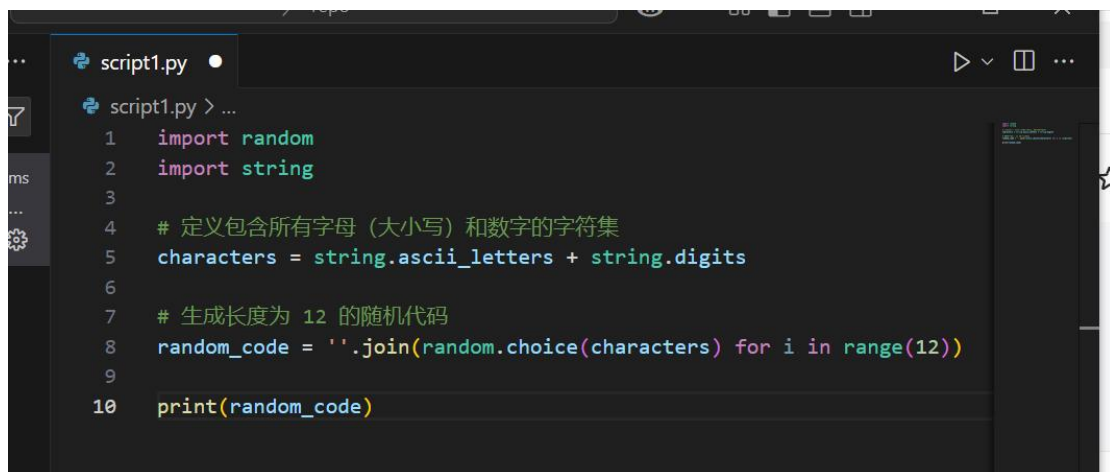 script1.py
script1.py > ...
1 import random
2 import string
3
4 # 定义包含所有字母（大小写）和数字的字符集
5 characters = string.ascii_letters + string.digits
6
7 # 生成长度为 12 的随机代码
8 random_code = ''.join(random.choice(characters) for i in range(12))
9
10 print(random_code)
ms
...